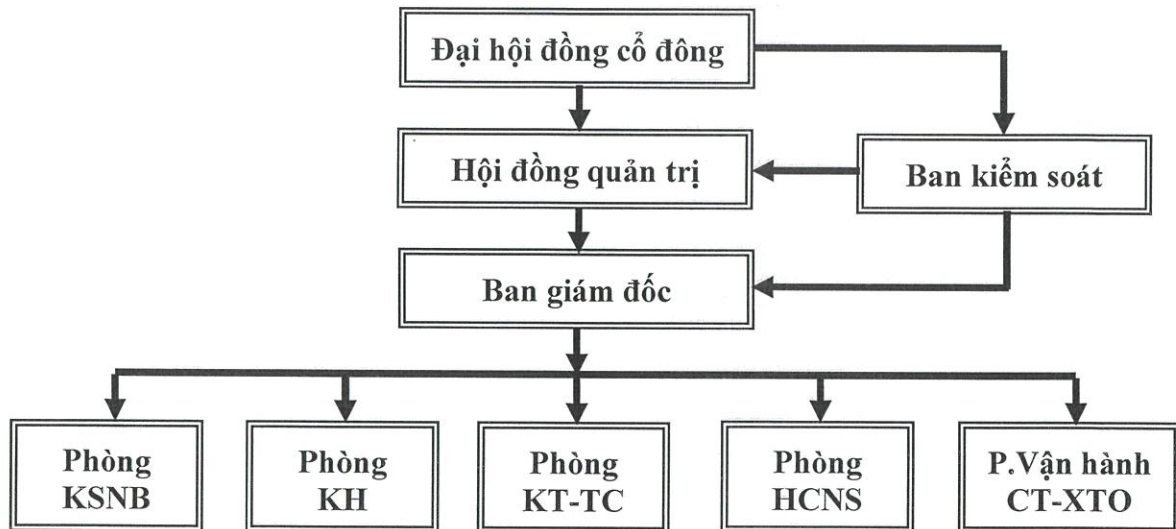 Đại hội đồng cổ đông
Hội đồng quản trị
Ban kiểm soát
Ban giám đốc
Phòng
KSNB
Phòng
KH
Phòng
KT-TC
Phòng
HCNS
P.Vận hành
CT-XTO